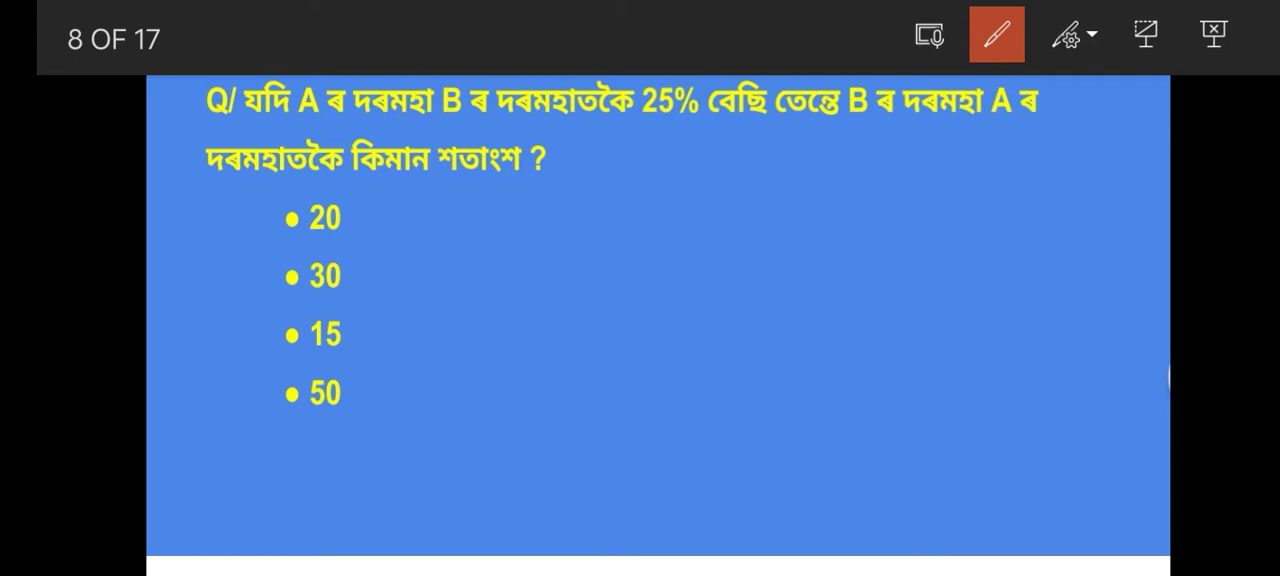 8 OF 17
Q/ যদি A ৰ দৰমহা B ৰ দৰমহাতকৈ 25% বেছি তেন্তে B ৰ দৰমহা A ৰ
দৰমহাতকৈ কিমান শতাংশ ?
• 20
• 30
• 15
• 50